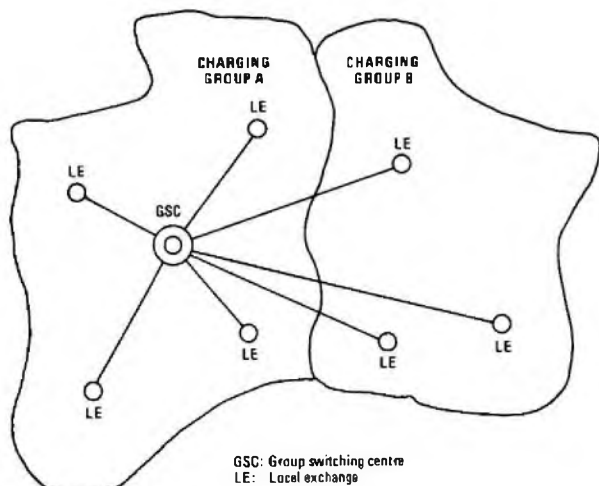 CHARGING
GROUP A
CHARGING
GROUP B
LE
LE
LE
GSC
LE
LE
LE
LE
GSC: Group switching centre
LE: Local exchange